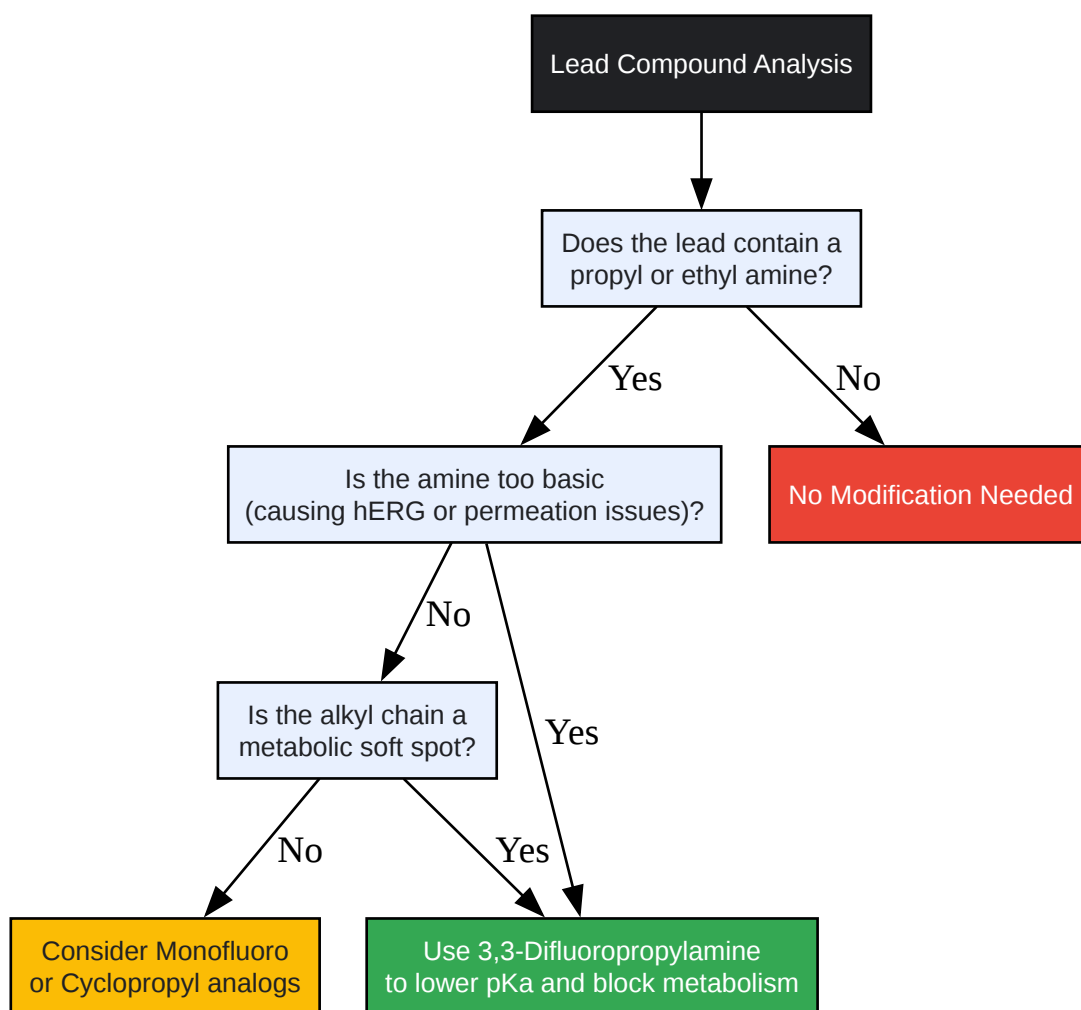 Lead Compound Analysis
Does the lead contain a
propyl or ethyl amine?
Yes
No
Is the amine too basic
(causing hERG or permeation issues)?
No Modification Needed
No
Yes
Is the alkyl chain a
metabolic soft spot?
No
Yes
Consider Monofluoro
or Cyclopropyl analogs
Use 3,3-Difluoropropylamine
to lower pKa and block metabolism